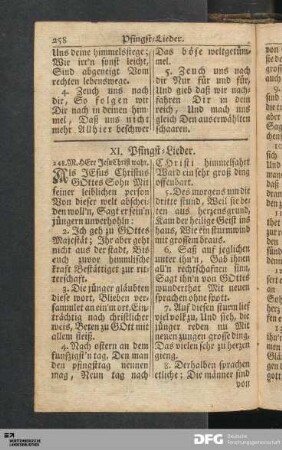 258
Pfingst-Lieder.
Uns deine himmelsstege;
Wir irr'n sonst leicht,
Sind abgeneigt Vom
rechten lebenswege.
4. Zeuch uns nach
dir, So folgen wir
Dir nach in deinen him-
mel, Daß uns nicht
mehr Allhier beschwer
Das böse weltgetüm-
mel.
5. Zeuch uns nach
dir Nur für und für,
Und gieb daß wir nach-
fahren Dir in dein
reich, Und mach uns
gleich Den auserwählten
schaaren.
XI. Pfingst-Lieder.
241. M. HErr Jesu Christ wahr.
Als JEsus Christus
GOttes Sohn Mit
seiner leiblichen person
Von dieser welt abschei-
den woll'n, Sagt er sein'n
jüngern unverhohln:
2. Ich geh zu GOttes
Majestät; Ihr aber geht
nicht aus der stadt, Bis
euch zuvor himmlische
kraft Bestättiget zur rit-
terschaft.
3. Die jünger gläubten
diese wort, Blieben ver-
sammlet an ein'm ort, Ein-
trächtig nach christlicher
weis, Beten zu GOtt mit
allem fleiß.
4. Nach ostern an dem
funfzigst'n tag, Den man
den pfingsttag nennen
mag, Neun tag nach
Christi himmelfahrt
Ward ein sehr groß ding
offenbart.
5. Des morgens um die
dritte stund, Weil sie be-
teten aus herzensgrund,
Kam der heilige Geist ins
haus, Wie ein sturmwind
mit grossem braus.
6. Saß auf jeglichen
unter ihn'n, Gab ihnen
all'n rechtschafnen sinn,
Sagt ihn'n von GOttes
wunderthat Mit neuen
sprachen ohne spott.
7. Auf diesen sturm lief
viel volk zu, Und sieh, die
jünger reden nu Mit
neuen zungen grosse ding,
Das vielen sehr zu herzen
gieng.
8. Derhalben sprachen
etliche: Die männer sind
von
DFG
Deutsche
Forschungsgemeinschaft